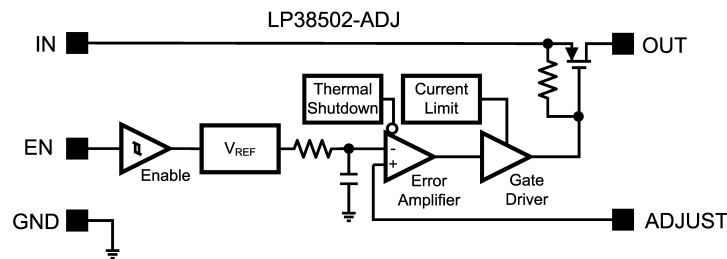 LP38502-ADJ
IN
OUT
Thermal
Shutdown
Current
Limit
EN
Enable
VREF
-
+
Error
Amplifier
Gate
Driver
GND
ADJUST